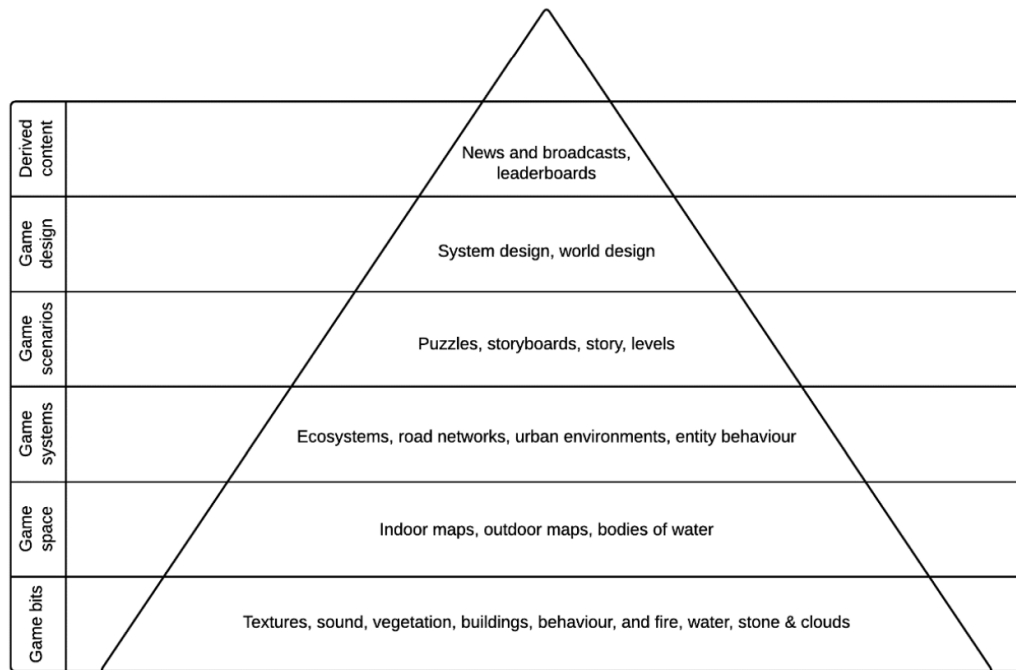 Derived
content
News and broadcasts,
leaderboards
Game
design
System design, world design
Game
scenarios
Puzzles, storyboards, story, levels
Game
systems
Ecosystems, road networks, urban environments, entity behaviour
Game
space
Indoor maps, outdoor maps, bodies of water
Game bits
Textures, sound, vegetation, buildings, behaviour, and fire, water, stone & clouds